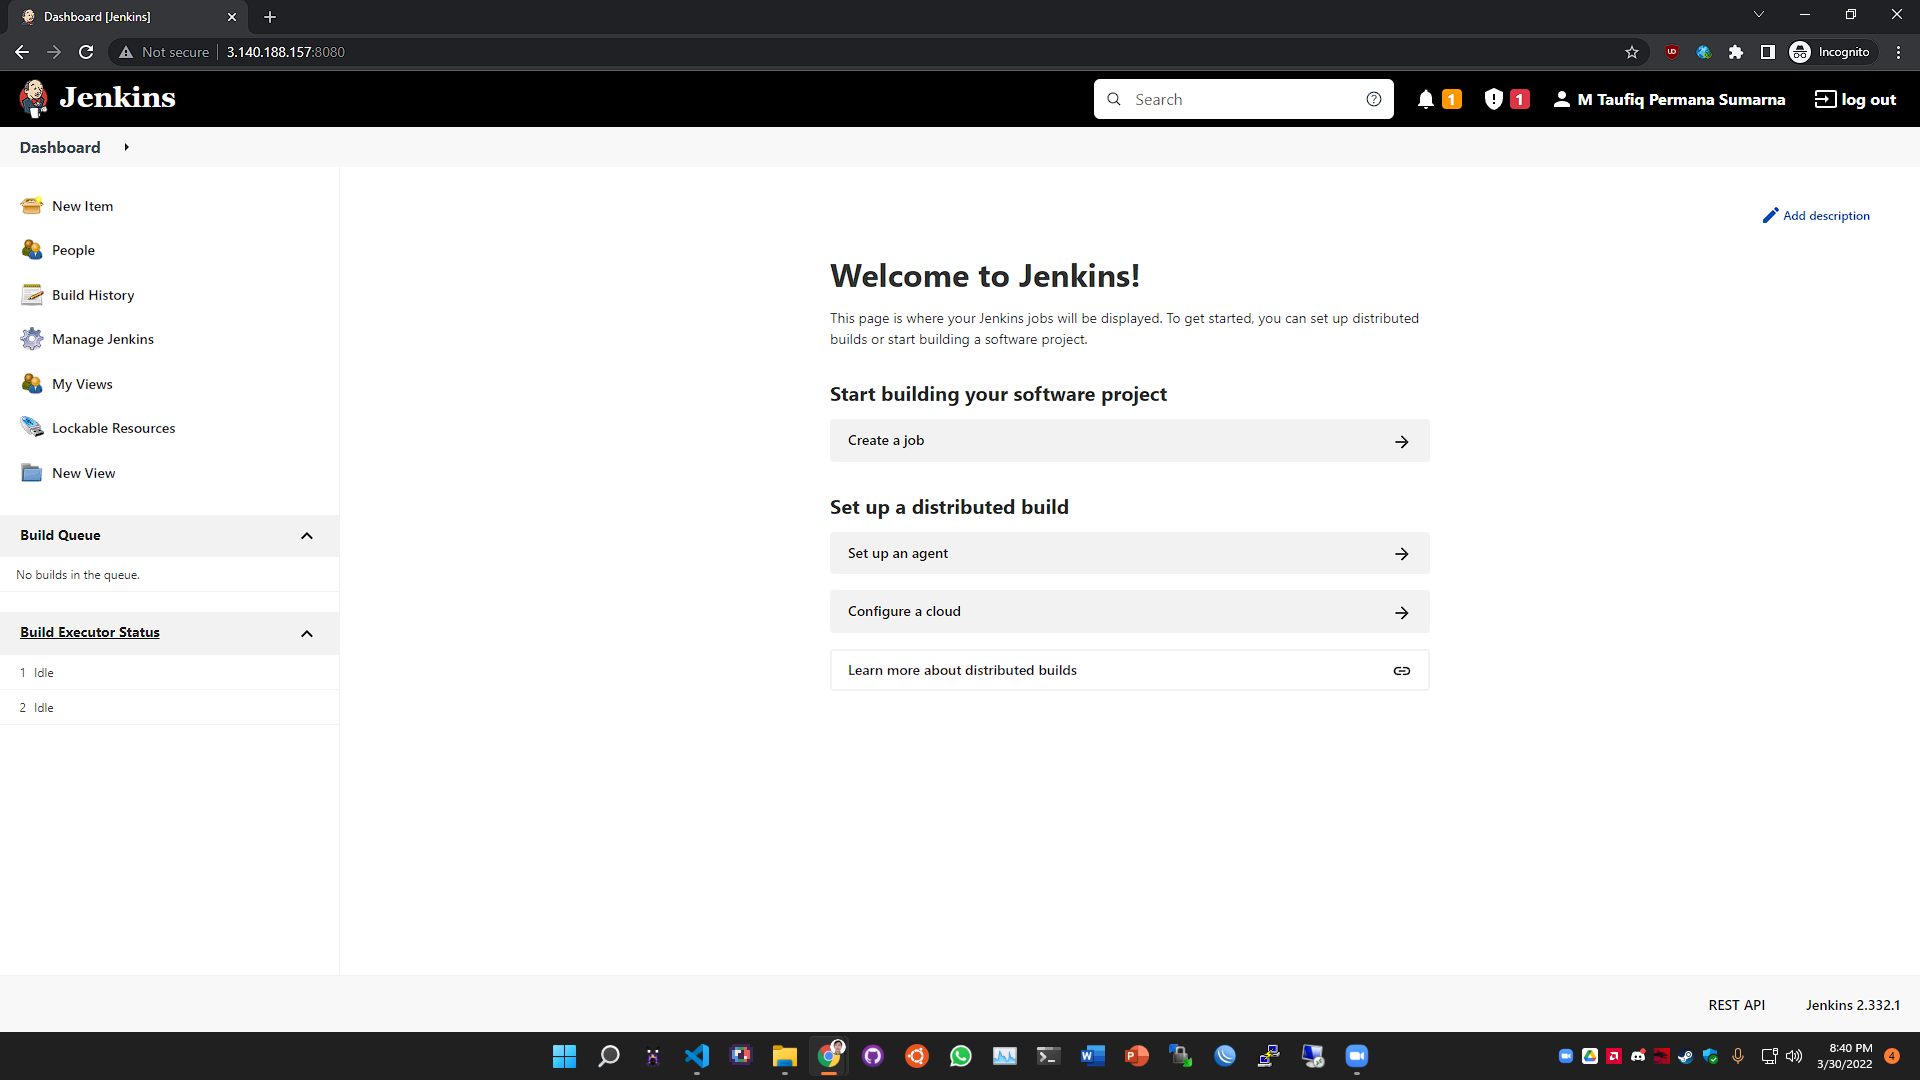 Dashboard [Jenkins]
Not secure
3.140.188.157:8080
Incognito
Jenkins
Search
1
1
M Taufiq Permana Sumarna
log out
Dashboard
New Item
People
Build History
Manage Jenkins
My Views
Lockable Resources
New View
Build Queue
No builds in the queue.
Build Executor Status
1 Idle
2 Idle
Add description
Welcome to Jenkins!
This page is where your Jenkins jobs will be displayed. To get started, you can set up distributed
builds or start building a software project.
Start building your software project
Create a job
Set up a distributed build
Set up an agent
Configure a cloud
Learn more about distributed builds
REST API
Jenkins 2.332.1
8:40 PM
3/30/2022
4